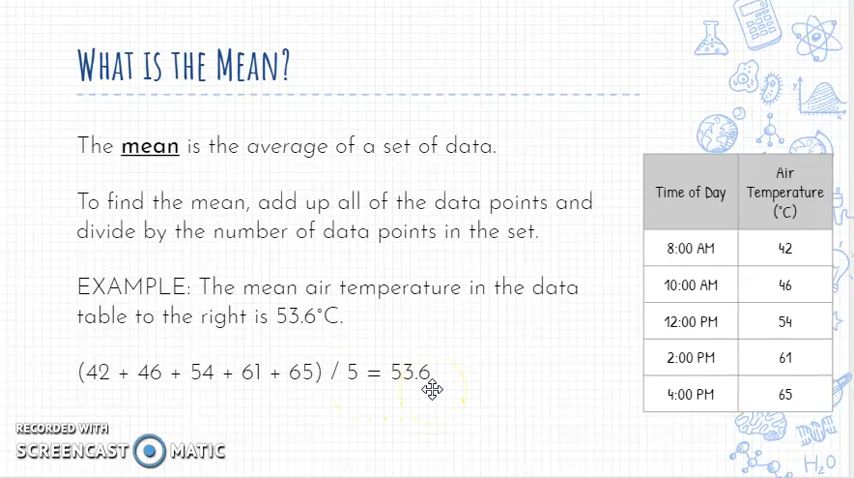 WHAT IS THE MEAN?
The mean is the average of a set of data.
To find the mean, add up all of the data points and
divide by the number of data points in the set.
EXAMPLE: The mean air temperature in the data
table to the right is 53.6°C.
(42 + 46 + 54 + 61 + 65) / 5 = 53.6
Time of Day
Air
Temperature
(°C)
8:00 AM 42
10:00 AM 46
12:00 PM 54
2:00 PM 61
4:00 PM 65
RECORDED WITH
SCREENCAST MATIC
H₂O